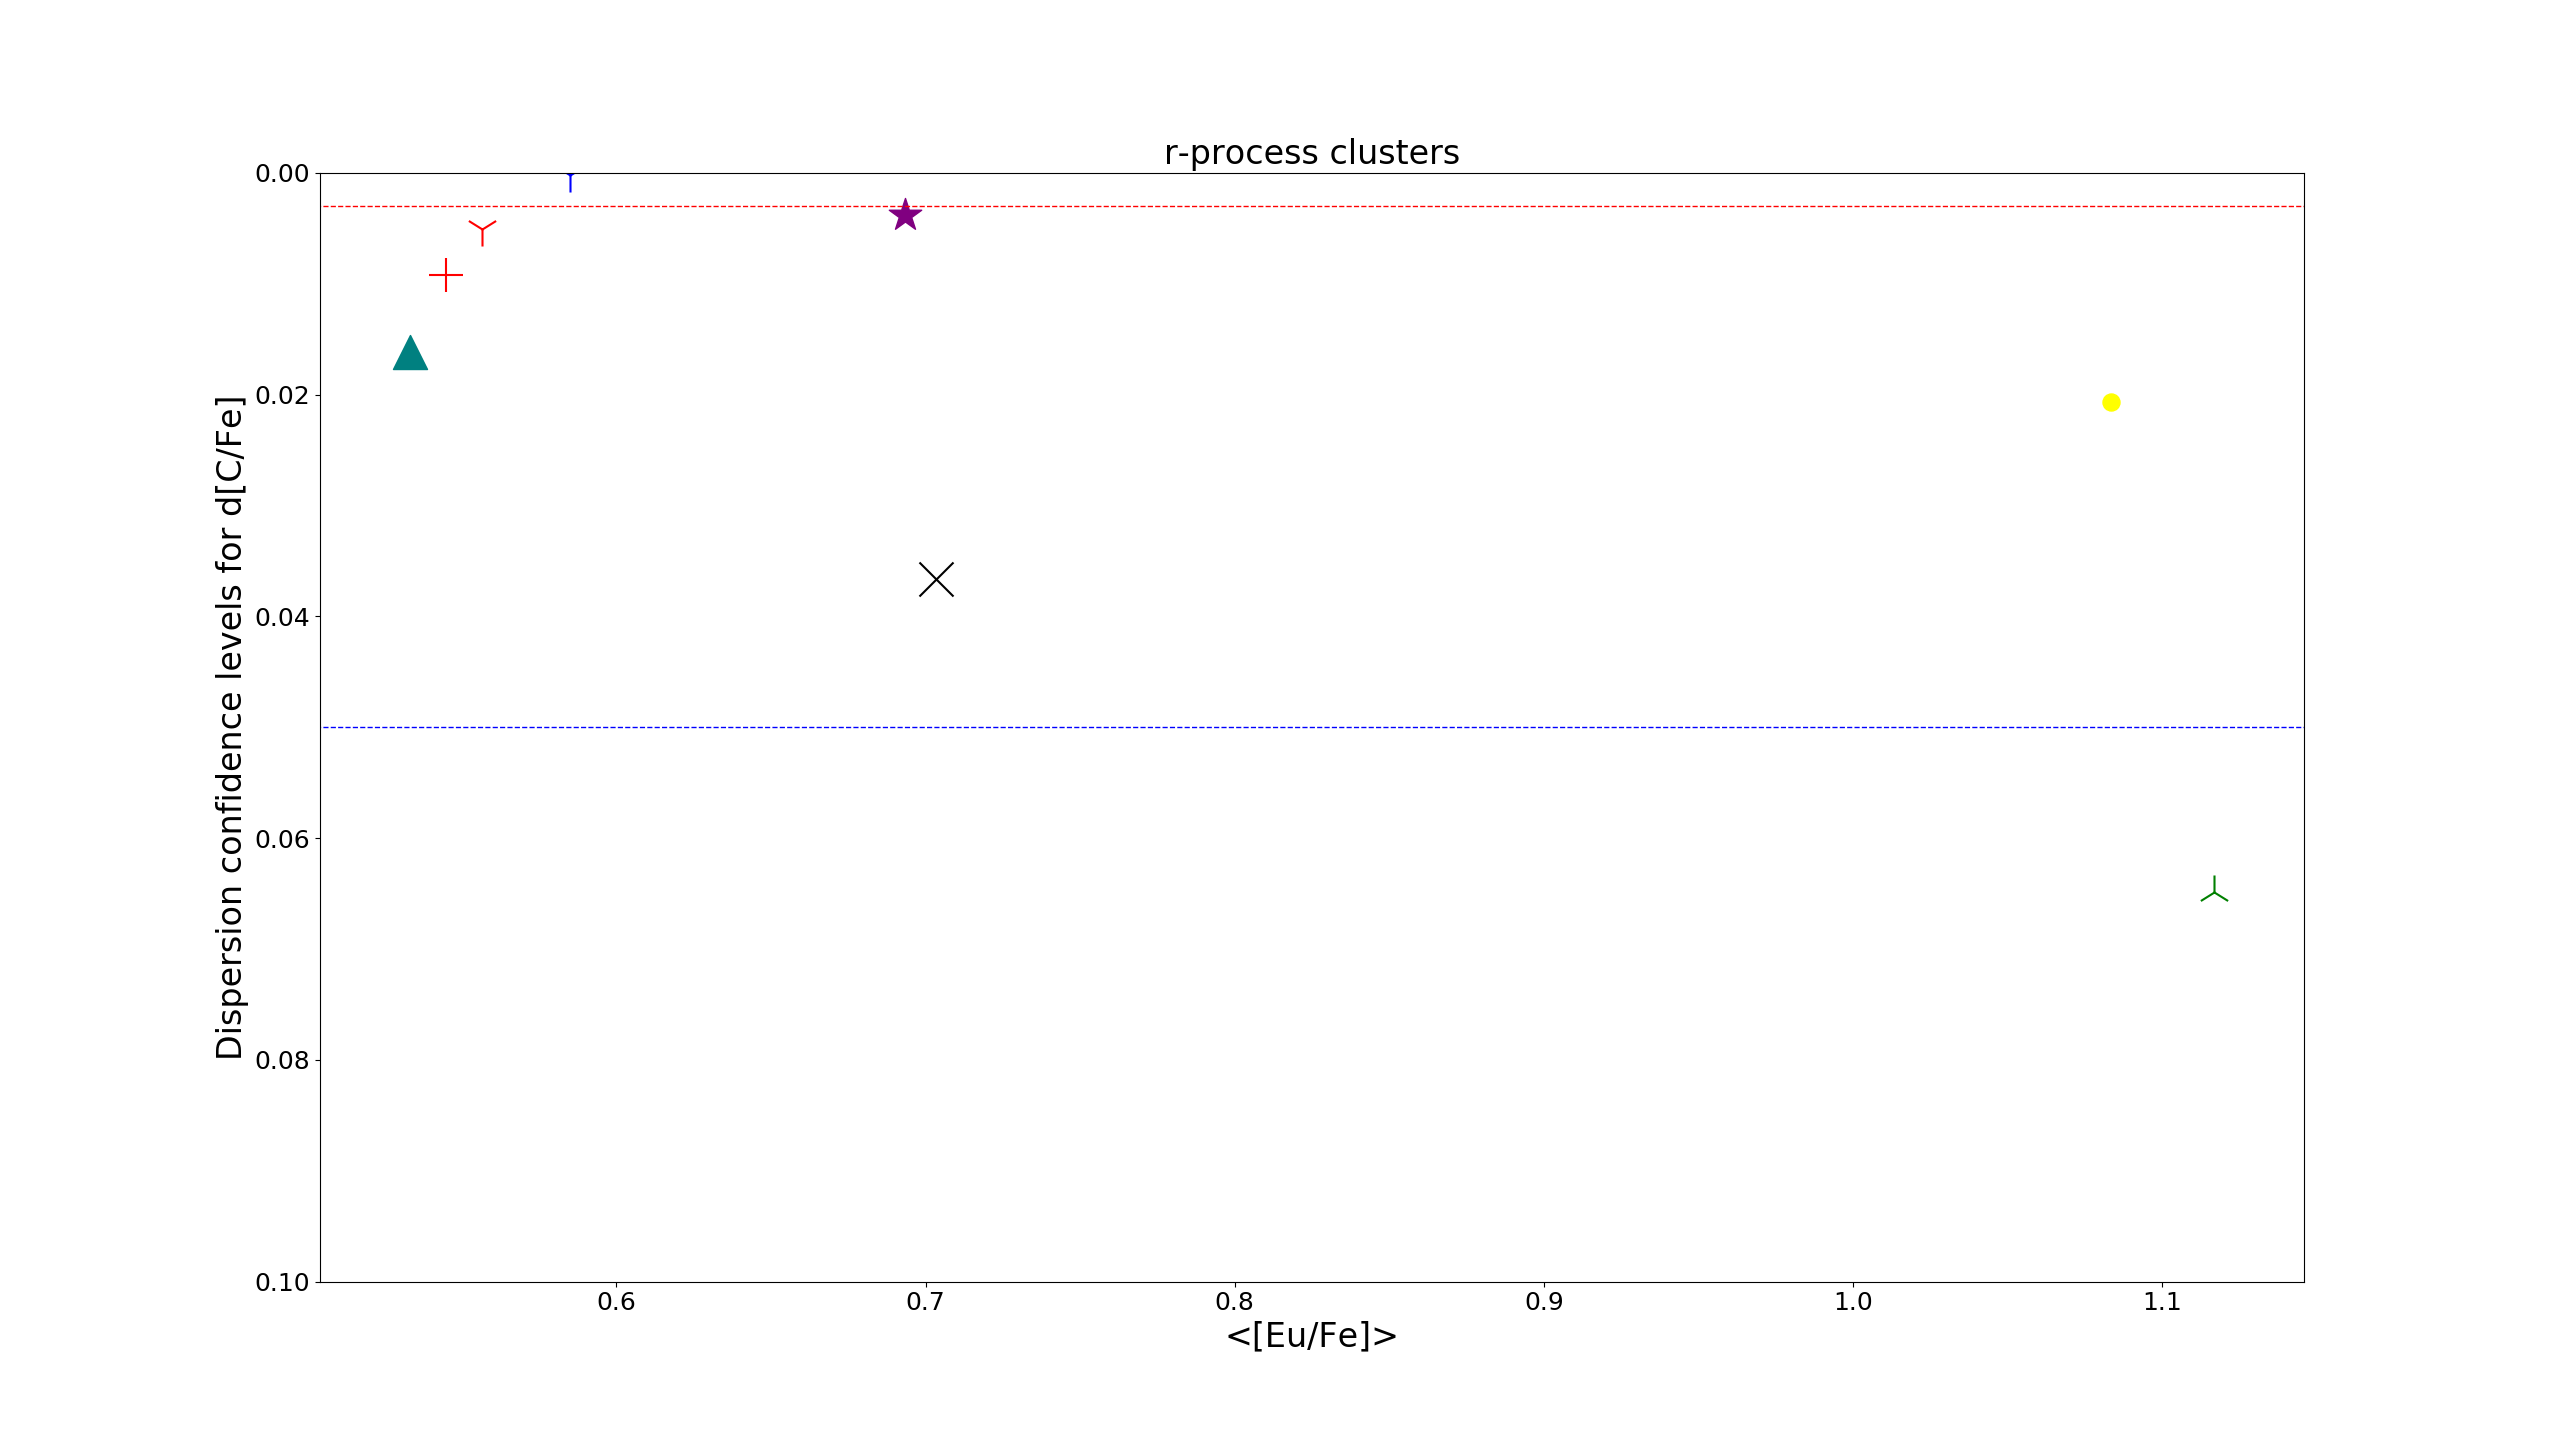 r-process clusters
0.00
0.02
0.04
0.06
0.08
0.10
Dispersion confidence levels for d[C/Fe]
0.6 0.7 0.8 0.9 1.0 1.1
<[Eu/Fe]>